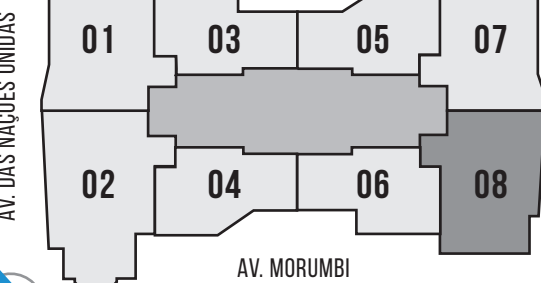 AV. DAS NAÇÕES UNIDAS
01 03 05 07
02 04 06 08
AV. MORUMBI